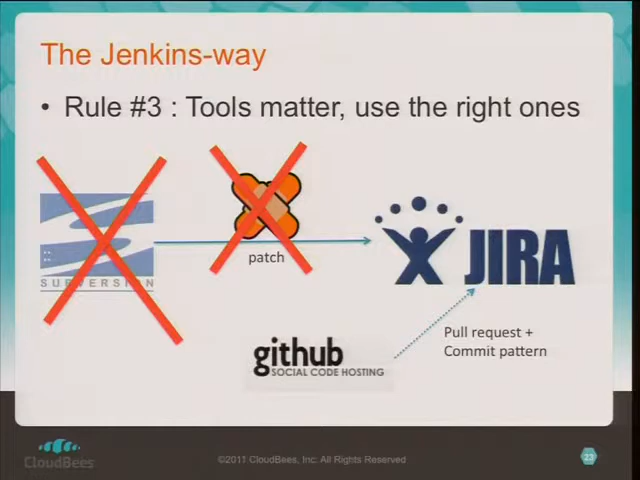 The Jenkins-way
• Rule #3 : Tools matter, use the right ones
SUBVERSION
patch
JIRA
github
SOCIAL CODE HOSTING
Pull request +
Commit pattern
CloudBees
©2011 CloudBees, Inc. All Rights Reserved
23